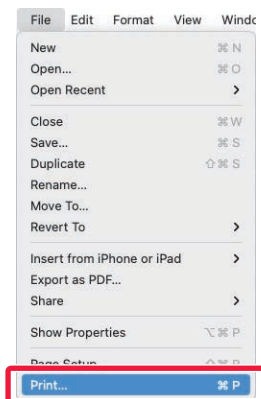 File Edit Format View
New ⌘ N
Open... ⌘ O
Open Recent >
Close ⌘ W
Save... ⌘ S
Duplicate ⇧ ⌘ S
Rename...
Move To...
Revert To >
Insert from iPhone or iPad >
Export as PDF...
Share >
Show Properties ⌥ ⌘ P
Page Setup ⇧ ⌘ P
Print... ⌘ P